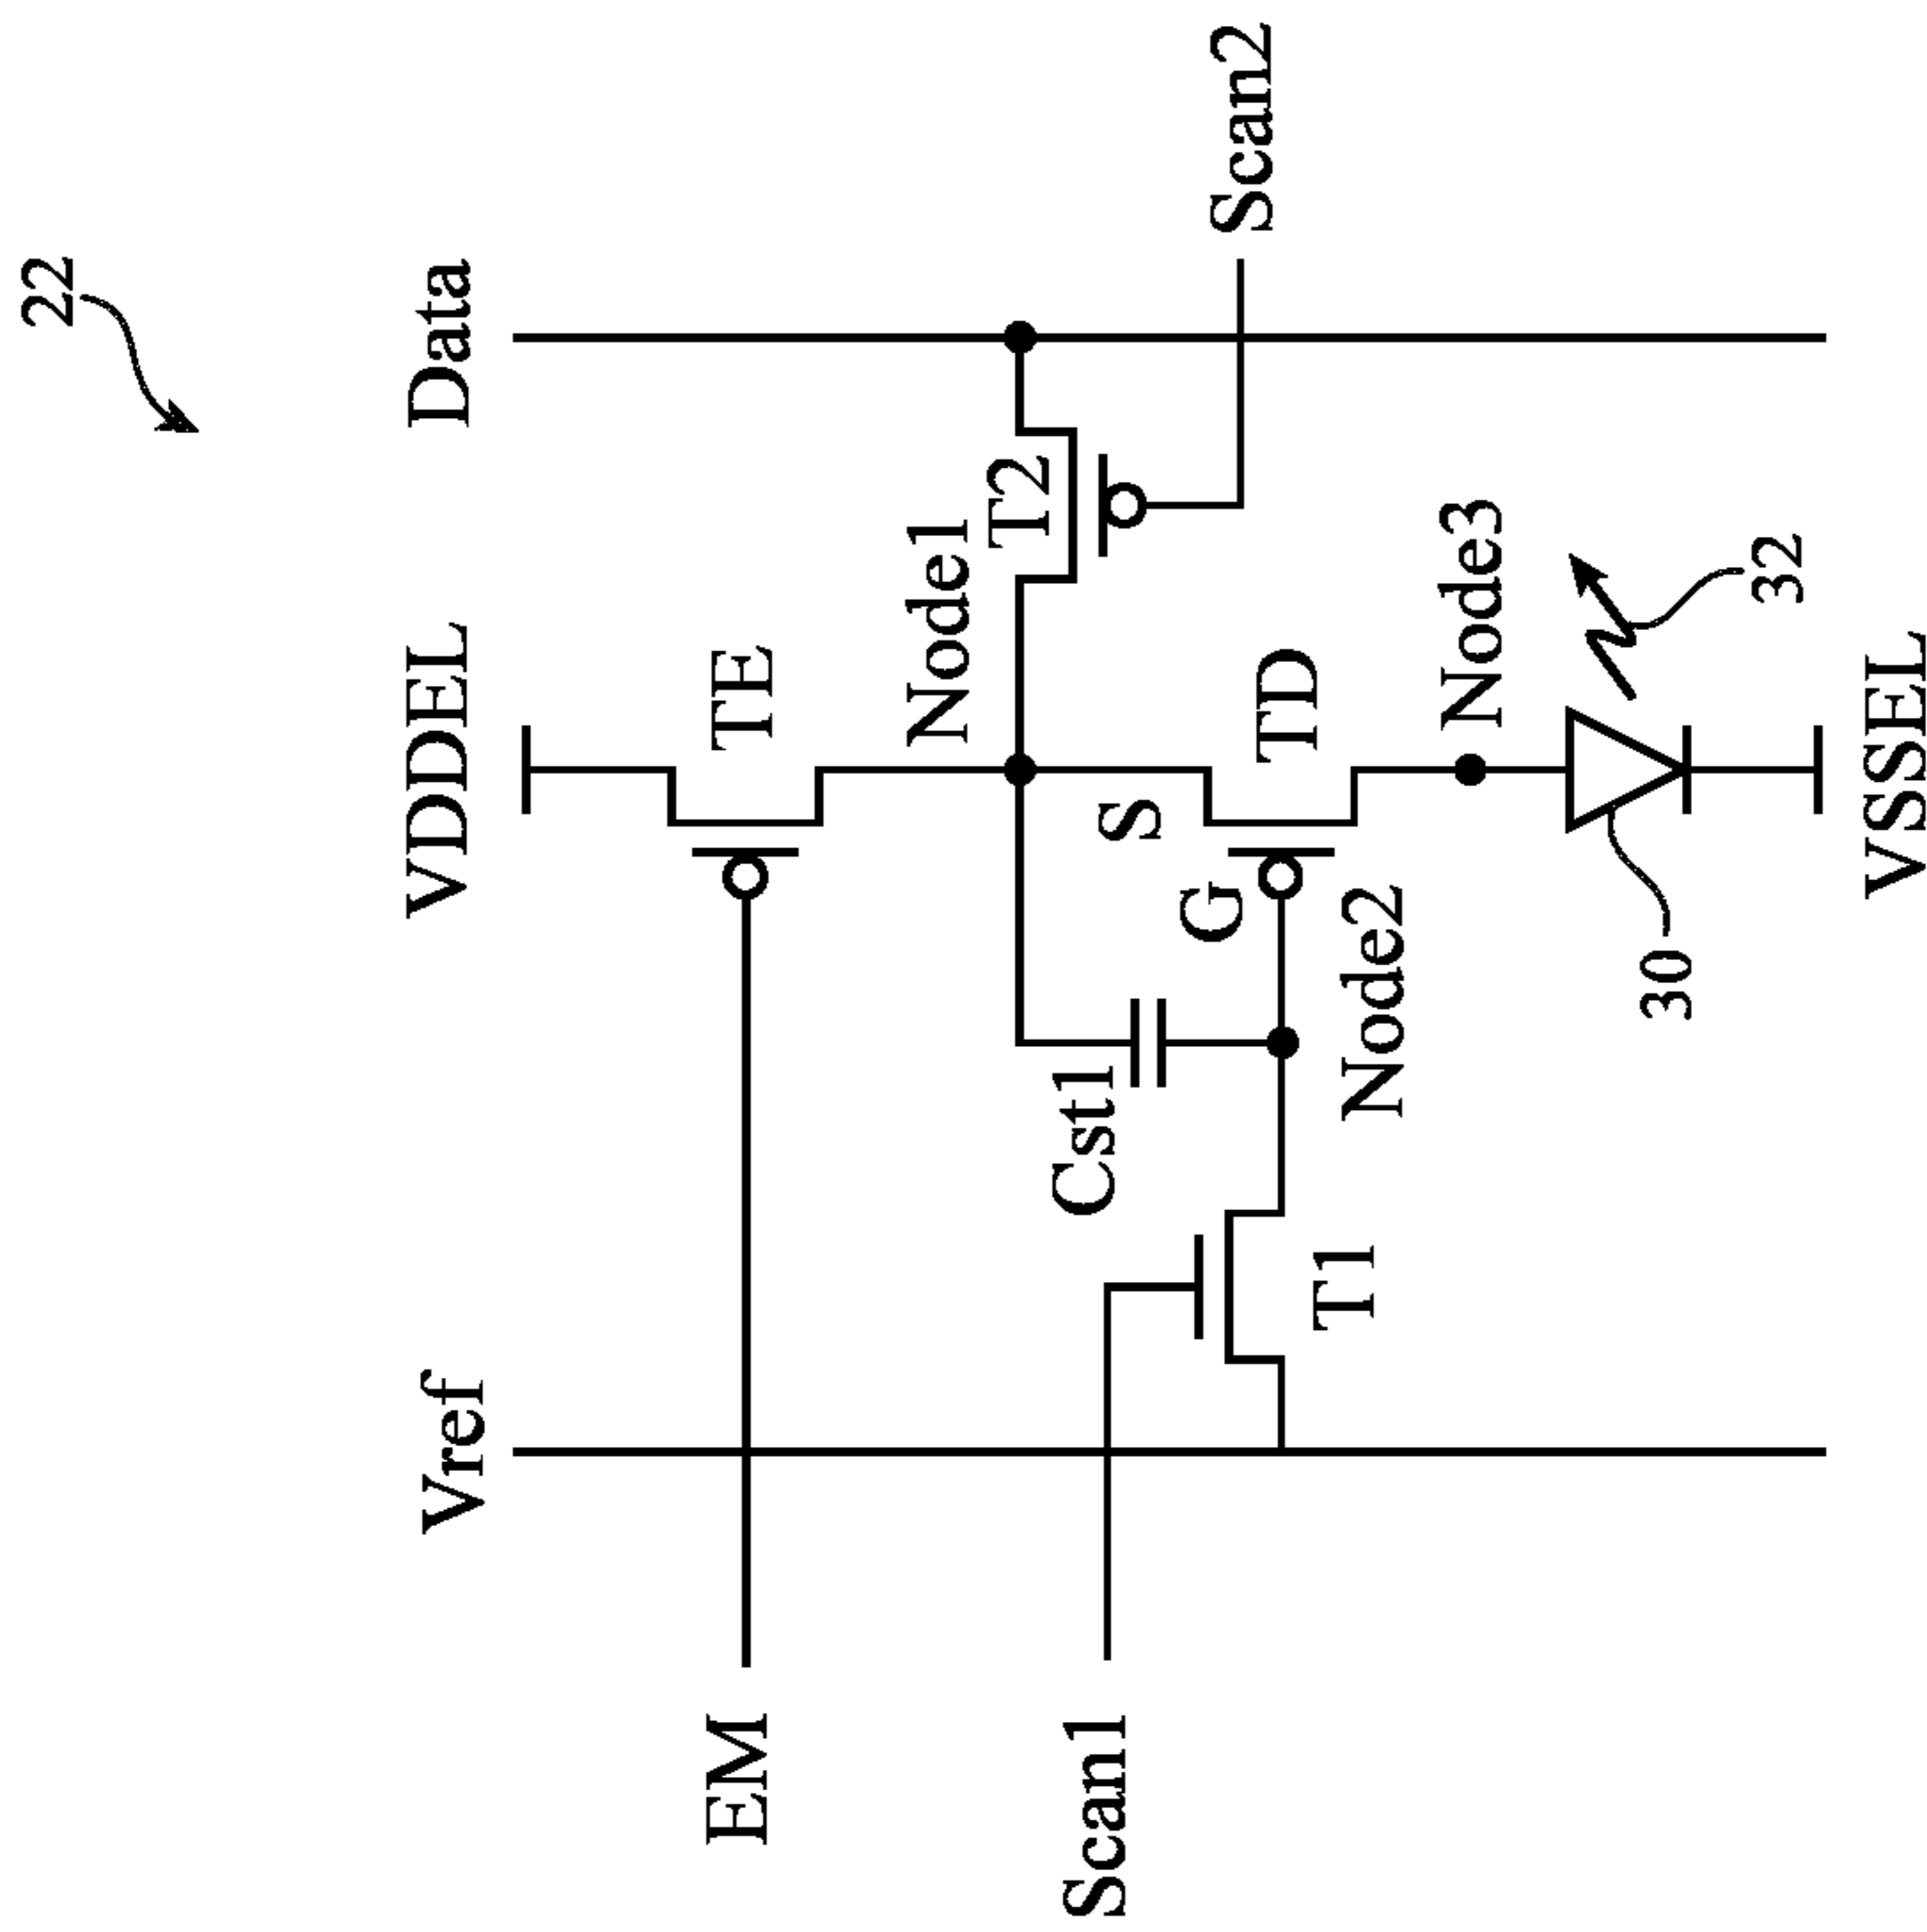 22
Vref
VDDEL
Data
EM
TE
Node1
T2
Scan1
Cst1
S
G
TD
Scan2
T1
Node2
Node3
30
32
VSSEL